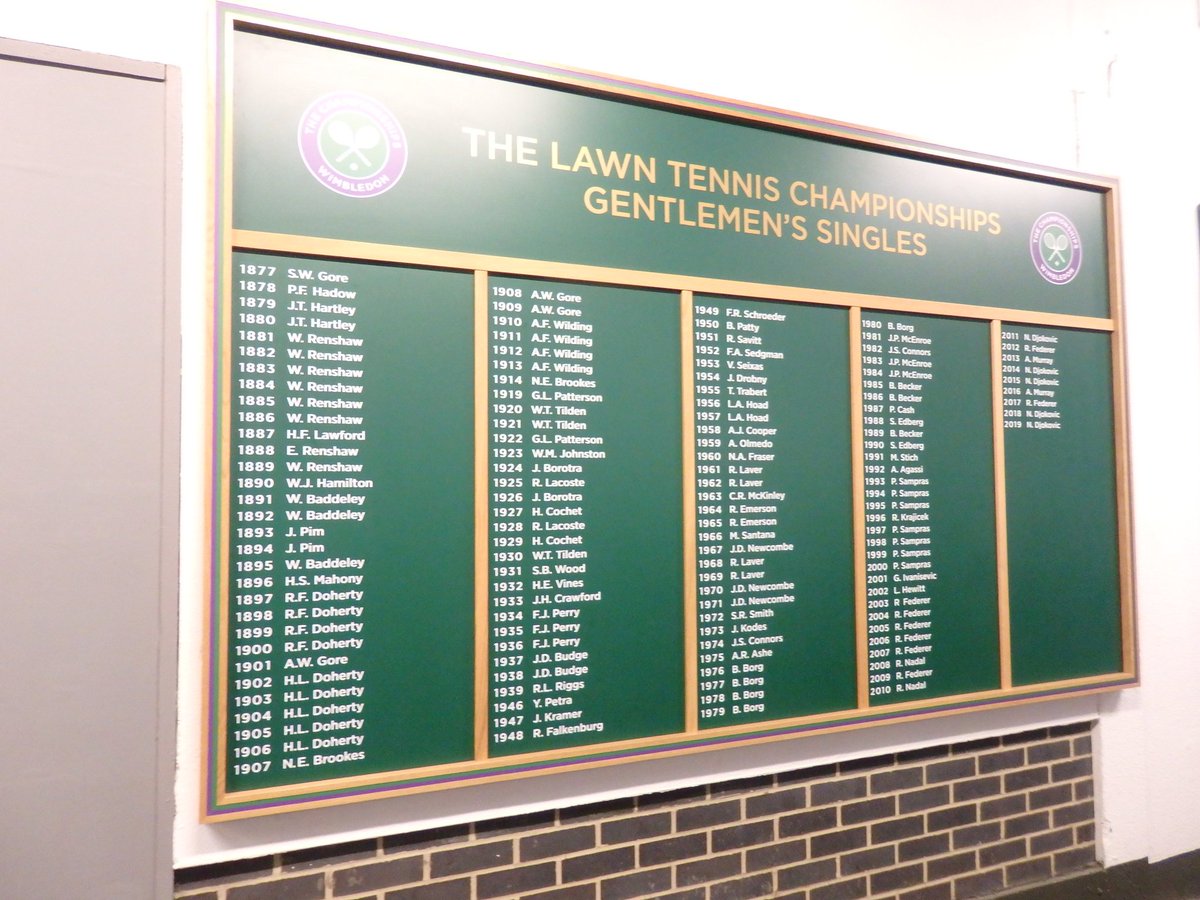 THE CHAMPIONSHIPS
WIMBLEDON
THE LAWN TENNIS CHAMPIONSHIPS
GENTLEMEN'S SINGLES
THE CHAMPIONSHIPS
WIMBLEDON
1877 S.W. Gore
1878 P.F. Hadow
1879 J.T. Hartley
1880 J.T. Hartley
1881 W. Renshaw
1882 W. Renshaw
1883 W. Renshaw
1884 W. Renshaw
1885 W. Renshaw
1886 W. Renshaw
1887 H.F. Lawford
1888 E. Renshaw
1889 W. Renshaw
1890 W.J. Hamilton
1891 W. Baddeley
1892 W. Baddeley
1893 J. Pim
1894 J. Pim
1895 W. Baddeley
1896 H.S. Mahony
1897 R.F. Doherty
1898 R.F. Doherty
1899 R.F. Doherty
1900 R.F. Doherty
1901 A.W. Gore
1902 H.L. Doherty
1903 H.L. Doherty
1904 H.L. Doherty
1905 H.L. Doherty
1906 H.L. Doherty
1907 N.E. Brookes
1908 A.W. Gore
1909 A.W. Gore
1910 A.F. Wilding
1911 A.F. Wilding
1912 A.F. Wilding
1913 A.F. Wilding
1914 N.E. Brookes
1919 G.L. Patterson
1920 W.T. Tilden
1921 W.T. Tilden
1922 G.L. Patterson
1923 W.M. Johnston
1924 J. Borotra
1925 R. Lacoste
1926 J. Borotra
1927 H. Cochet
1928 R. Lacoste
1929 H. Cochet
1930 W.T. Tilden
1931 S.B. Wood
1932 H.E. Vines
1933 J.H. Crawford
1934 F.J. Perry
1935 F.J. Perry
1936 F.J. Perry
1937 J.D. Budge
1938 J.D. Budge
1939 R.L. Riggs
1946 Y. Petra
1947 J. Kramer
1948 R. Falkenburg
1949 F.R. Schroeder
1950 B. Patty
1951 R. Savitt
1952 F.A. Sedgman
1953 V. Seixas
1954 J. Drobny
1955 T. Trabert
1956 L.A. Hoad
1957 L.A. Hoad
1958 A.J. Cooper
1959 A. Olmedo
1960 N.A. Fraser
1961 R. Laver
1962 R. Laver
1963 C.R. McKinley
1964 R. Emerson
1965 R. Emerson
1966 M. Santana
1967 J.D. Newcombe
1968 R. Laver
1969 R. Laver
1970 J.D. Newcombe
1971 J.D. Newcombe
1972 S.R. Smith
1973 J. Kodes
1974 J.S. Connors
1975 A.R. Ashe
1976 B. Borg
1977 B. Borg
1978 B. Borg
1979 B. Borg
1980 B. Borg
1981 J.P. McEnroe
1982 J.S. Connors
1983 J.P. McEnroe
1984 J.P. McEnroe
1985 B. Becker
1986 B. Becker
1987 P. Cash
1988 S. Edberg
1989 B. Becker
1990 S. Edberg
1991 M. Stich
1992 A. Agassi
1993 P. Sampras
1994 P. Sampras
1995 P. Sampras
1996 R. Krajicek
1997 P. Sampras
1998 P. Sampras
1999 P. Sampras
2000 P. Sampras
2001 G. Ivanisevic
2002 L. Hewitt
2003 R Federer
2004 R. Federer
2005 R. Federer
2006 R. Federer
2007 R. Federer
2008 R. Nadal
2009 R. Federer
2010 R. Nadal
2011 N. Djokovic
2012 R. Federer
2013 A. Murray
2014 N. Djokovic
2015 N. Djokovic
2016 A. Murray
2017 R. Federer
2018 N. Djokovic
2019 N. Djokovic